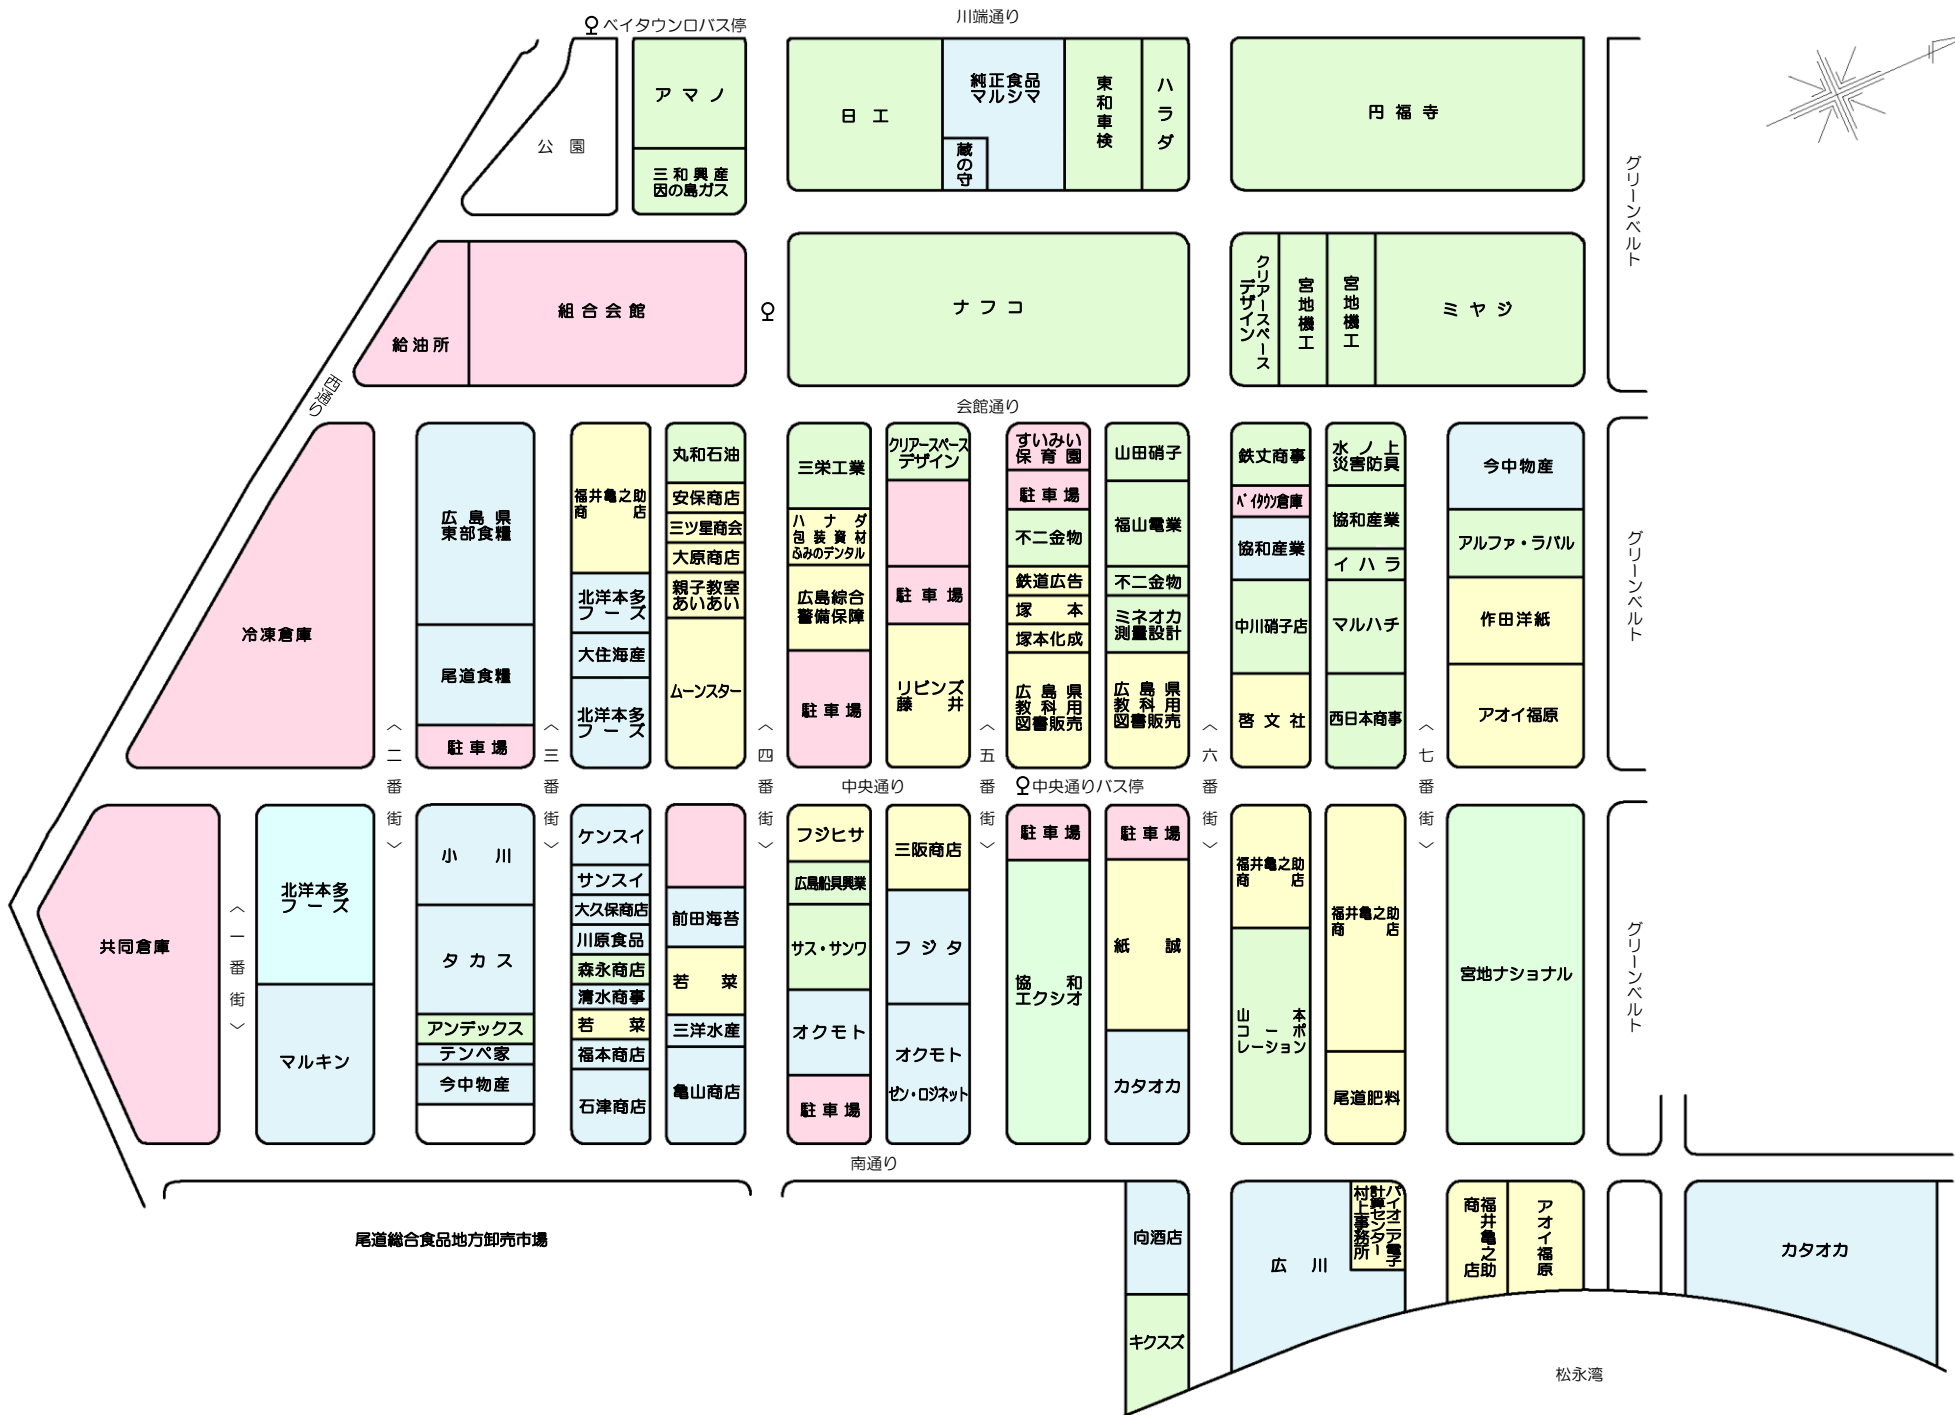 ベイタウン口バス停
川端通り
公園
アマノ
三和興産
因の島ガス
日工
純正食品
マルシマ
蔵の守
東和車検
ハラダ
円福寺
グリーンベルト
給油所
組合会館
ナフコ
クリアースペース
デザイン
宮地機工
宮地機工
ミヤジ
西通り
会館通り
冷凍倉庫
広島県
東部食糧
尾道食糧
駐車場
福井亀之助
商店
北洋本多
フーズ
大住海産
北洋本多
フーズ
丸和石油
安保商店
三ツ星商会
大原商店
親子教室
あいあい
ムーンスター
三栄工業
ハナダ
包装資材
ふみのデンタル
広島綜合
警備保障
駐車場
クリアースペース
デザイン
駐車場
リビンズ
藤井
すいみい
保育園
駐車場
不二金物
鉄道広告
塚本
塚本化成
広島県
教科用
図書販売
山田硝子
福山電業
不二金物
ミネオカ
測量設計
広島県
教科用
図書販売
鉄丈商事
ベイタウン倉庫
協和産業
中川硝子店
啓文社
水ノ上
災害防具
協和産業
イハラ
マルハチ
西日本商事
今中物産
アルファ・ラバル
作田洋紙
アオイ福原
グリーンベルト
〈二番街〉
〈三番街〉
〈四番街〉
〈五番街〉
〈六番街〉
〈七番街〉
中央通り
中央通りバス停
共同倉庫
〈一番街〉
北洋本多
フーズ
マルキン
小川
タカス
アンデックス
テンペ家
今中物産
ケンスイ
サンスイ
大久保商店
川原食品
森永商店
清水商事
若菜
福本商店
石津商店
前田海苔
若菜
三洋水産
亀山商店
フジヒサ
広島船具興業
サス・サンワ
オクモト
駐車場
三阪商店
フジタ
オクモト
ゼン・ロジネット
駐車場
協和
エクシオ
駐車場
紙誠
カタオカ
福井亀之助
商店
山本
コーポ
レーション
福井亀之助
商店
尾道肥料
宮地ナショナル
グリーンベルト
南通り
尾道総合食品地方卸売市場
向酒店
キクスズ
広川
パイオニア電子
計算センター
村上事務所
福井亀之助
商店
アオイ福原
カタオカ
松永湾